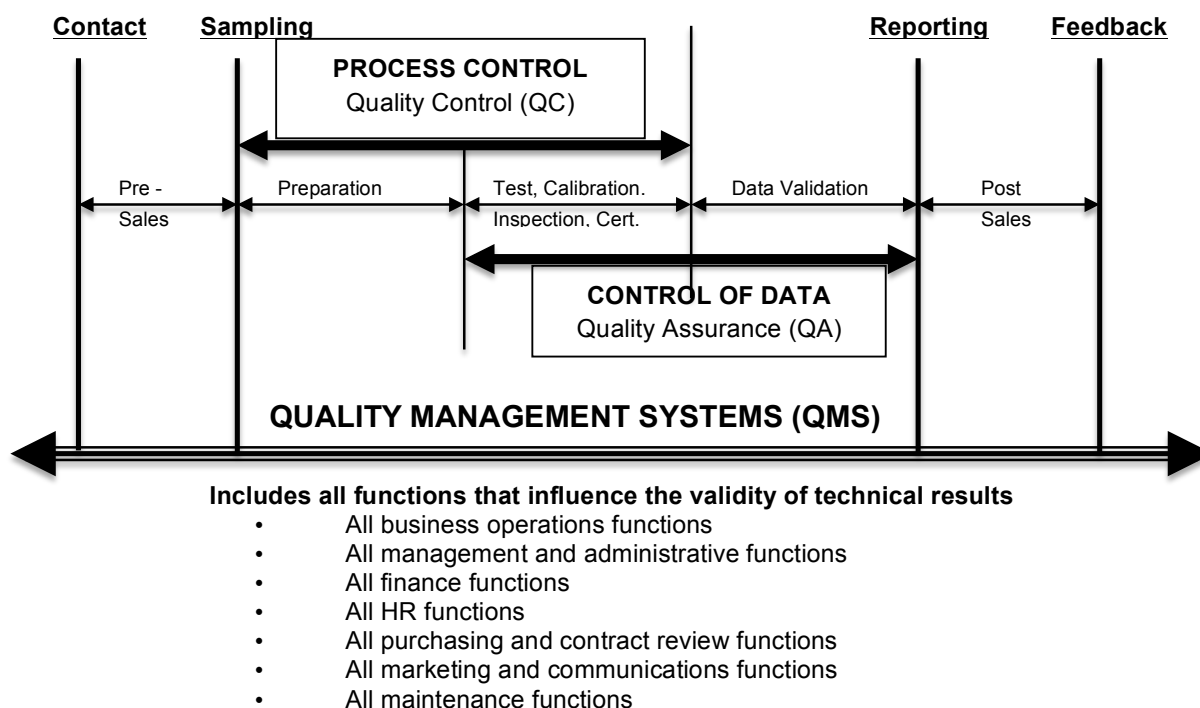 Contact Sampling Reporting Feedback
PROCESS CONTROL
Quality Control (QC)
Pre - Preparation Test, Calibration. Data Validation Post
Sales Inspection, Cert. Sales
CONTROL OF DATA
Quality Assurance (QA)
QUALITY MANAGEMENT SYSTEMS (QMS)
Includes all functions that influence the validity of technical results
• All business operations functions
• All management and administrative functions
• All finance functions
• All HR functions
• All purchasing and contract review functions
• All marketing and communications functions
• All maintenance functions